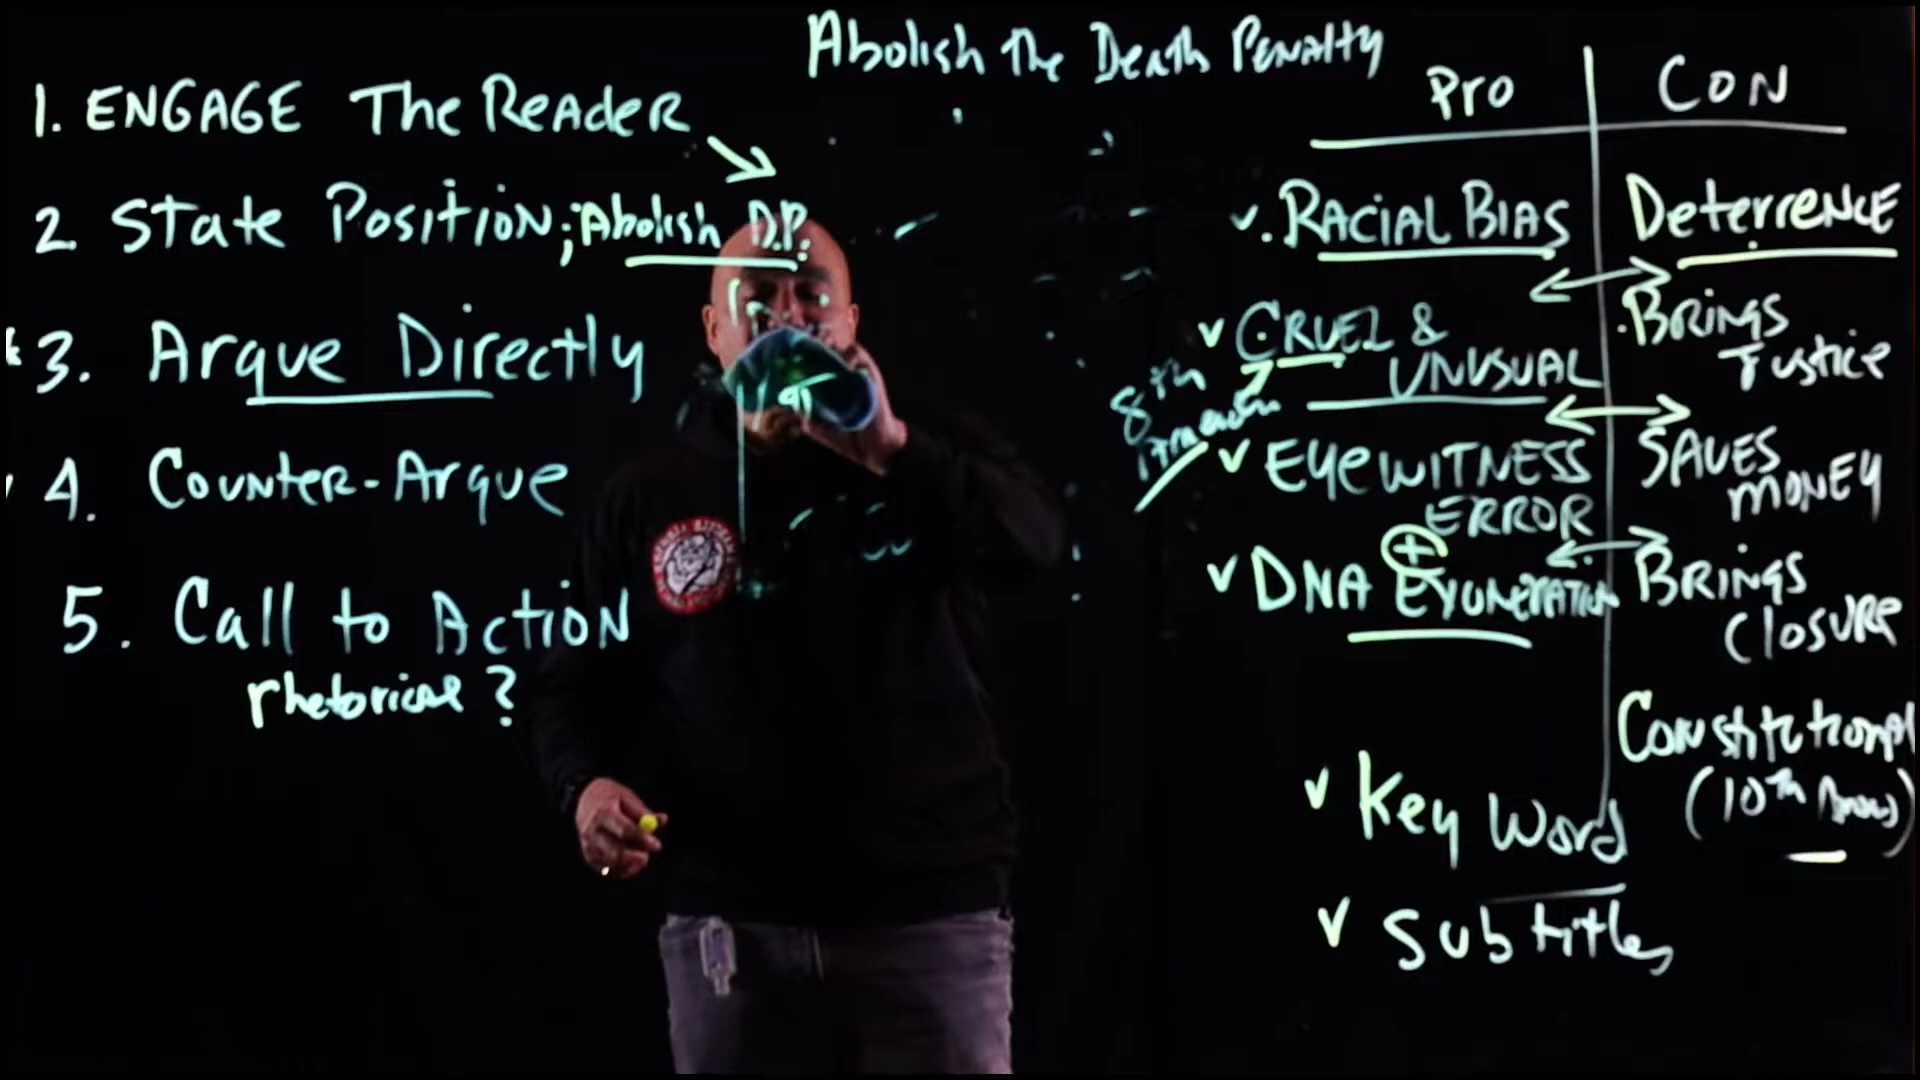 Abolish The Death Penalty
1. ENGAGE The Reader
2 State Position; Abolish D.P.
3. Argue Directly
4. Counter-Argue
5. Call to Action
rhetorical ?
Pro
CON
RACIAL BIAS
CRUEL &
UNUSUAL
8th
EYEWITNESS
ERROR
+
DNA EXONERATION
Key Word
Subtitles
Deterrence
BRINGS
Justice
SAVES
MONEY
BRINGS
Closure
Constitutional
(10th